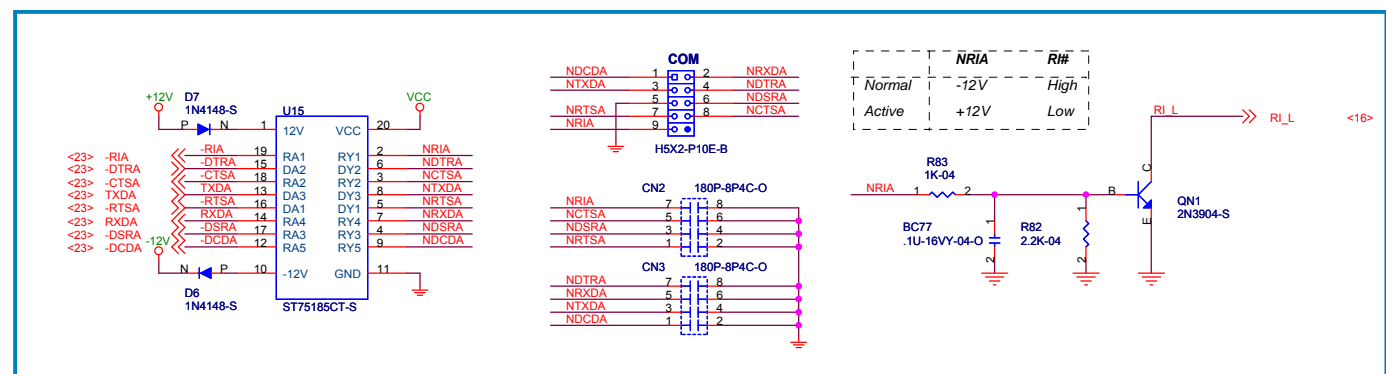 D7
1N4148-S
+12V
P N
U15
VCC
1 12V VCC 20
<23> -RIA -RIA 19 RA1 RY1 2 NRIA
<23> -DTRA -DTRA 15 DA2 DY2 6 NDTRA
<23> -CTSA -CTSA 18 RA2 RY2 3 NCTSA
<23> TXDA TXDA 13 DA3 DY3 8 NTXDA
<23> -RTSA -RTSA 16 DA1 DY1 5 NRTSA
<23> RXDA RXDA 14 RA4 RY4 7 NRXDA
<23> -DSRA -DSRA 17 RA3 RY3 4 NDSRA
<23> -DCDA -DCDA 12 RA5 RY5 9 NDCDA
-12V
N P 10 -12V GND 11
D6
1N4148-S
ST75185CT-S
COM
NDCDA 1 2 NRXDA
NTXDA 3 4 NDTRA
5 6 NDSRA
NRTSA 7 8 NCTSA
NRIA 9
H5X2-P10E-B
CN2 180P-8P4C-O
NRIA 7 8
NCTSA 5 6
NDSRA 3 4
NRTSA 1 2
CN3 180P-8P4C-O
NDTRA 7 8
NRXDA 5 6
NTXDA 3 4
NDCDA 1 2
NRIA RI#
Normal -12V High
Active +12V Low
RI_L RI_L <16>
R83
1K-04
NRIA 1 2
B C E
QN1
2N3904-S
BC77
.1U-16VY-04-O
1 2
R82
2.2K-04
1 2